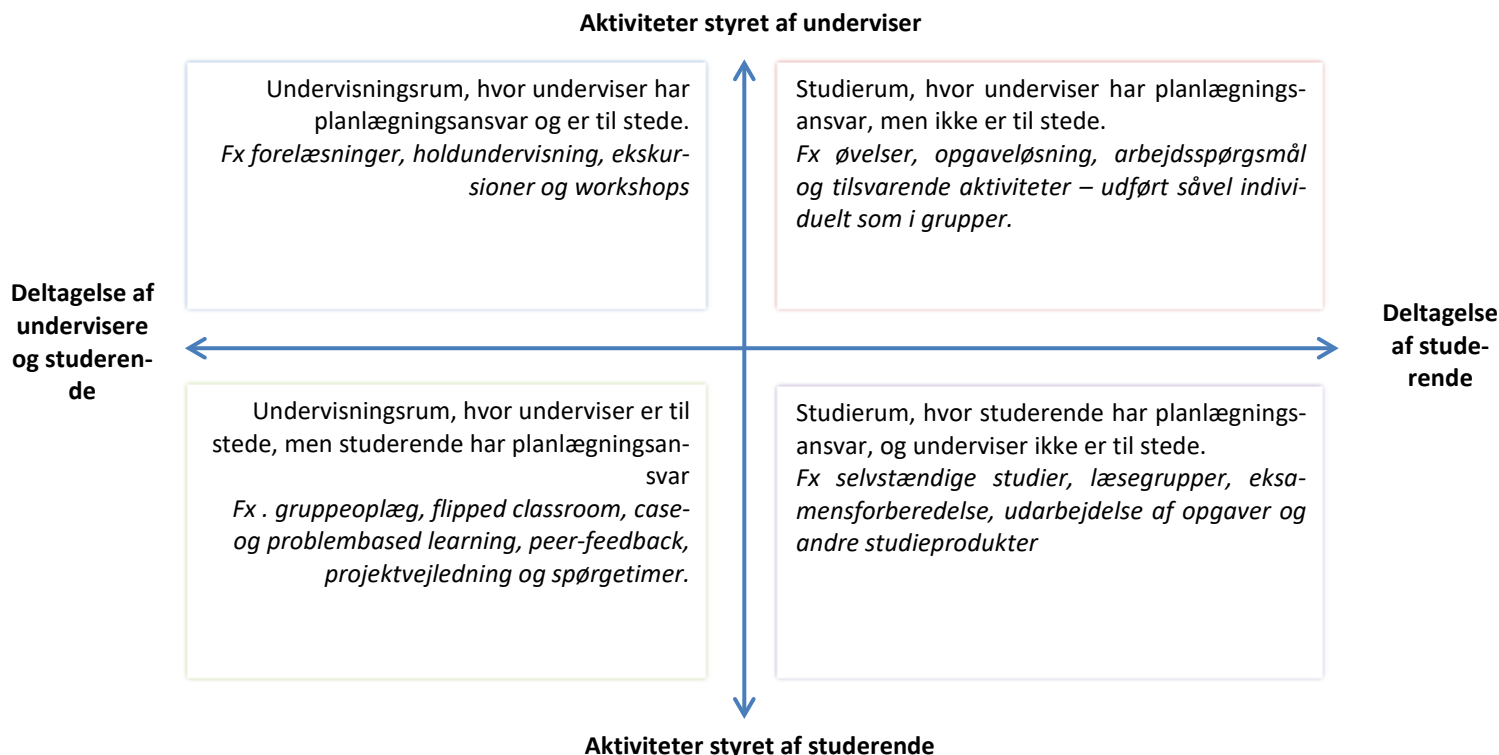 Aktiviteter styret af underviser
Undervisningsrum, hvor underviser har
planlægningsansvar og er til stede.
Fx forelæsninger, holdundervisning, ekskur-
sioner og workshops
Studierum, hvor underviser har planlægnings-
ansvar, men ikke er til stede.
Fx øvelser, opgaveløsning, arbejdsspørgsmål
og tilsvarende aktiviteter – udført såvel indivi-
duelt som i grupper.
Deltagelse af
undervisere
og studeren-
de
Deltagelse
af stude-
rende
Undervisningsrum, hvor underviser er til
stede, men studerende har planlægningsan-
svar
Fx . gruppeoplæg, flipped classroom, case-
og problembased learning, peer-feedback,
projektvejledning og spørgetimer.
Studierum, hvor studerende har planlægnings-
ansvar, og underviser ikke er til stede.
Fx selvstændige studier, læsegrupper, eksa-
mensforberedelse, udarbejdelse af opgaver og
andre studieprodukter
Aktiviteter styret af studerende